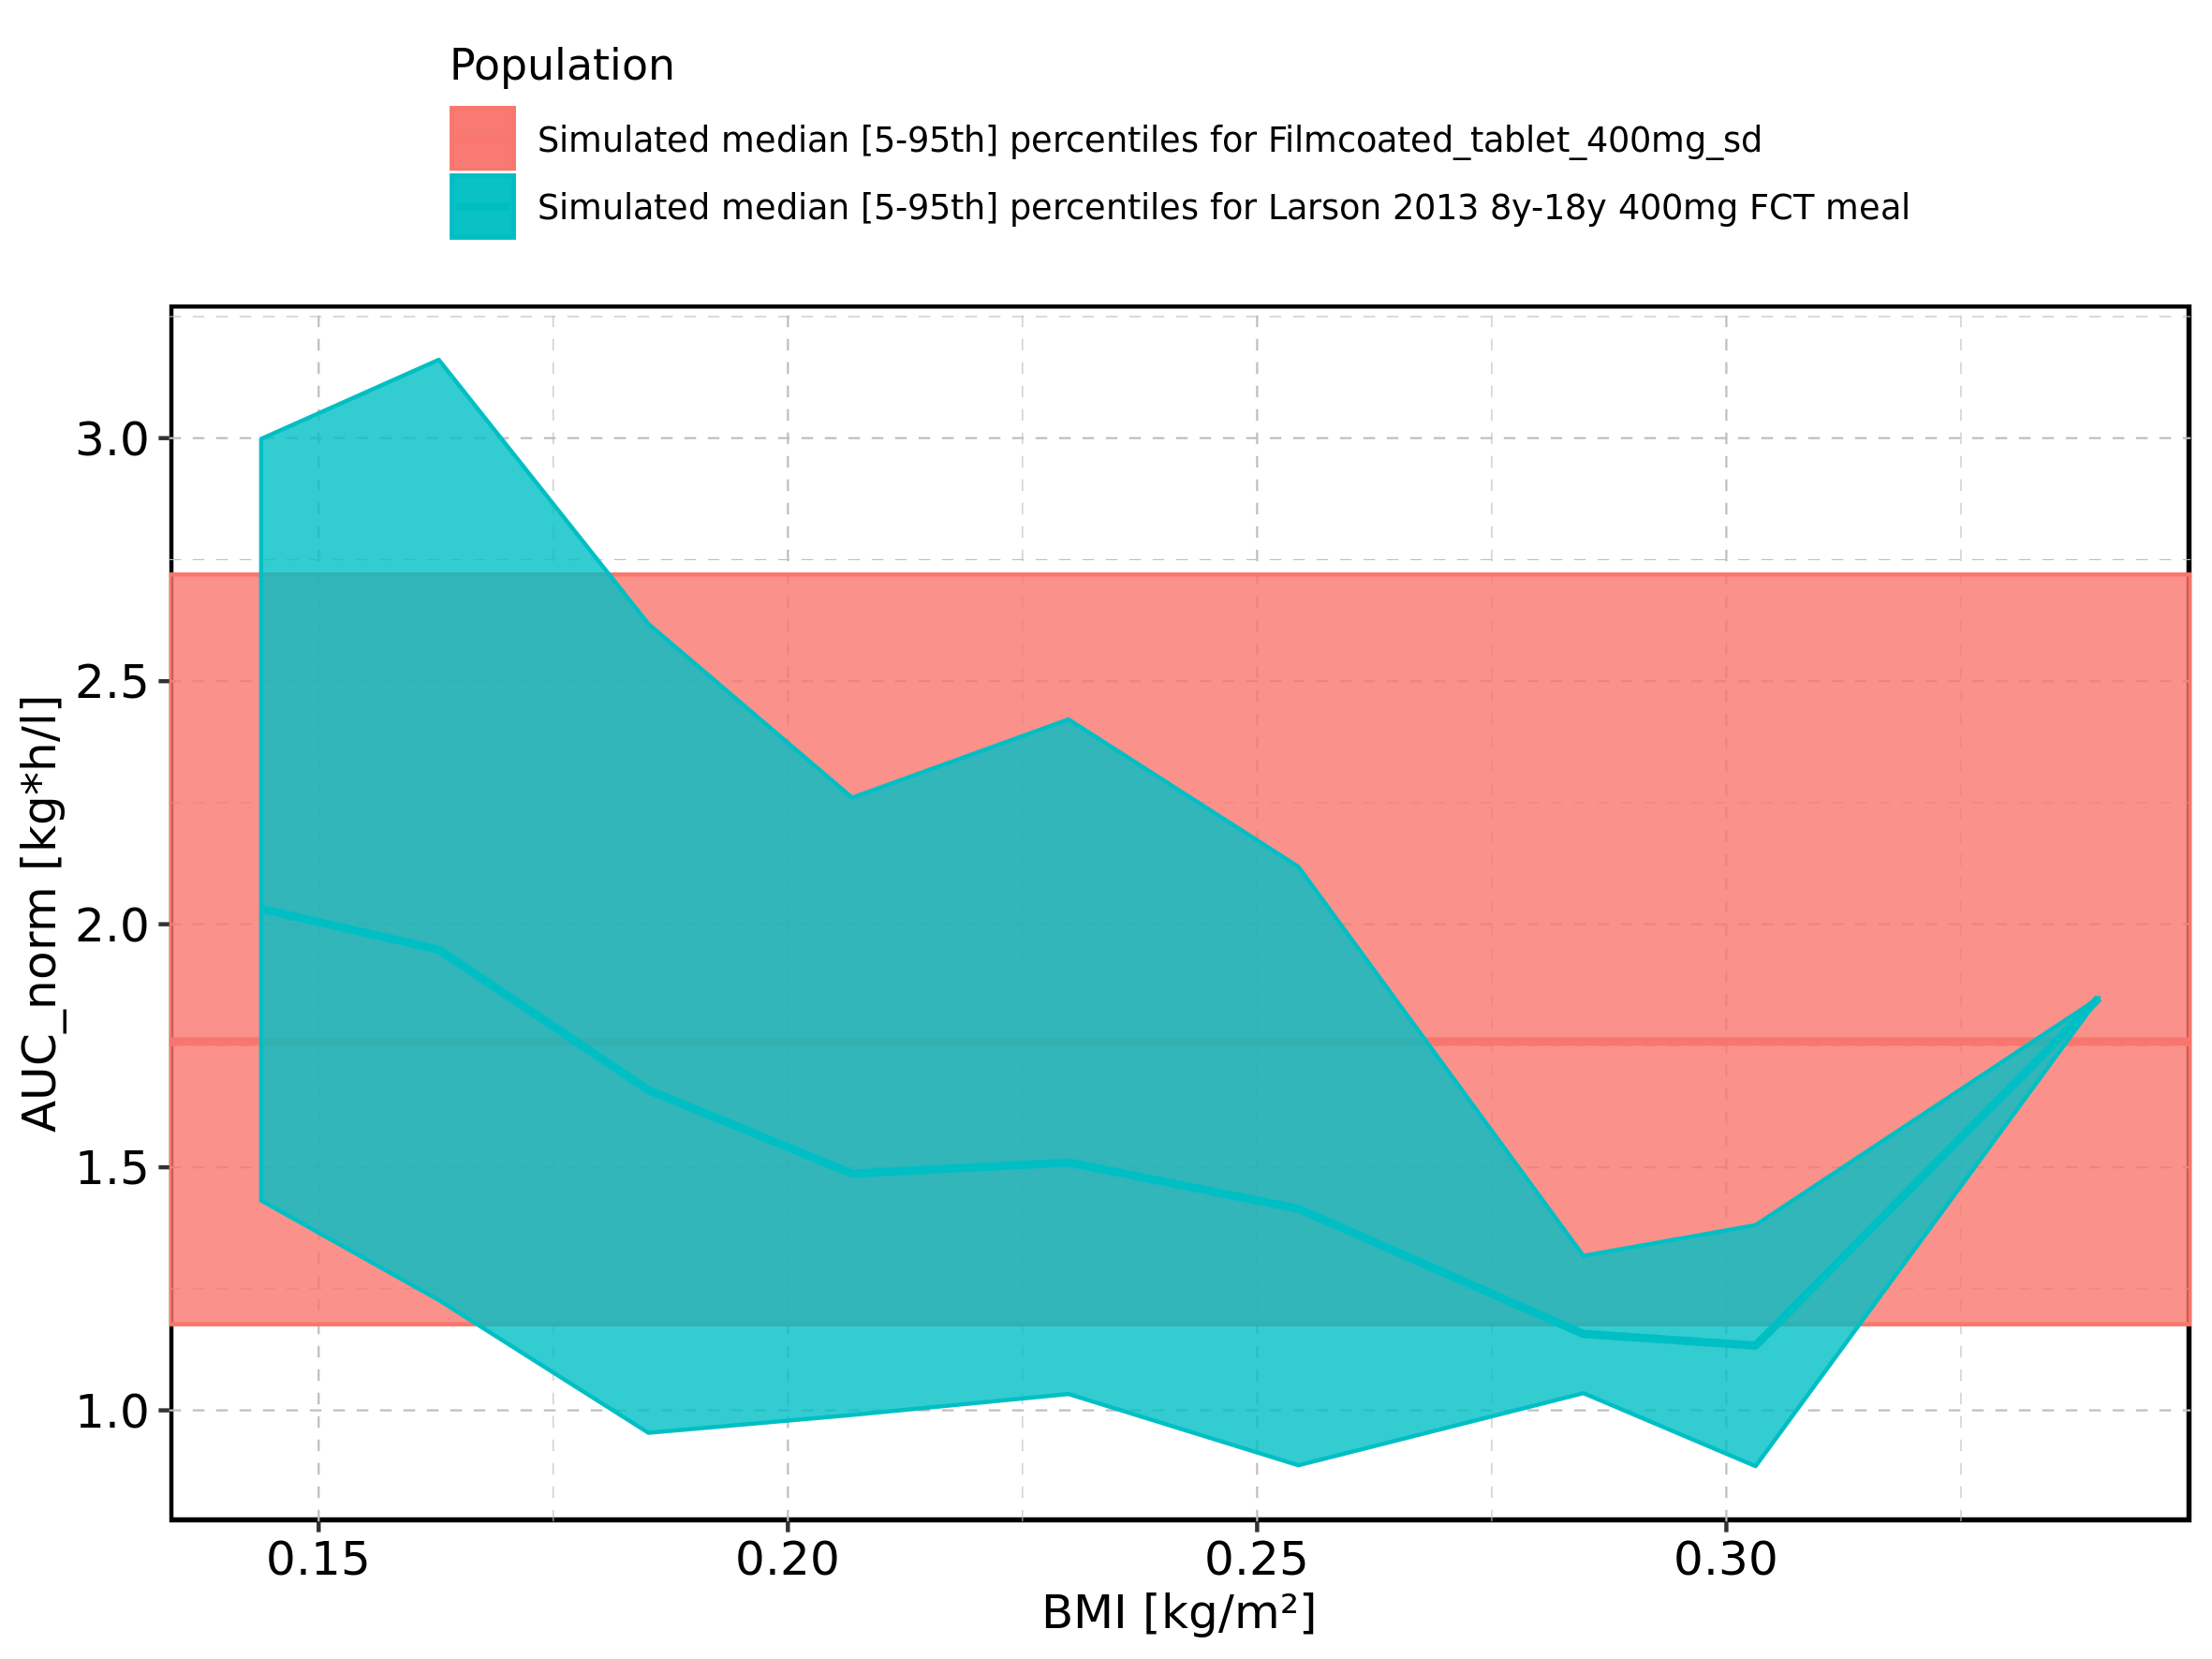 Population
Simulated median [5-95th] percentiles for Filmcoated_tablet_400mg_sd
Simulated median [5-95th] percentiles for Larson 2013 8y-18y 400mg FCT meal
AUC_norm [kg*h/l]
3.0
2.5
2.0
1.5
1.0
0.15
0.20
0.25
0.30
BMI [kg/m²]